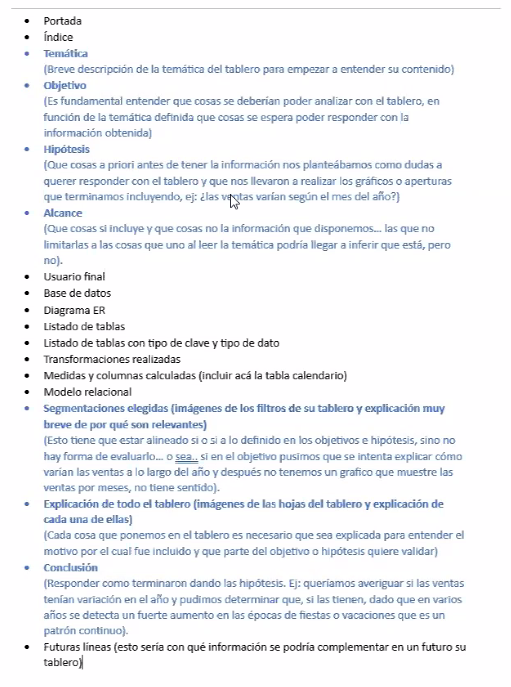 • Portada
• Índice
• Temática
(Breve descripción de la temática del tablero para empezar a entender su contenido)
• Objetivo
(Es fundamental entender que cosas se deberían poder analizar con el tablero, en
función de la temática definida que cosas se espera poder responder con la
información obtenida)
• Hipótesis
(Que cosas a priori antes de tener la información nos planteábamos como dudas a
querer responder con el tablero y que nos llevaron a realizar los gráficos o aperturas
que terminamos incluyendo, ej: ¿las ventas varían según el mes del año?)
• Alcance
(Que cosas si incluye y que cosas no la información que disponemos... las que no
limitarlas a las cosas que uno al leer la temática podría llegar a inferir que está, pero
no).
• Usuario final
• Base de datos
• Diagrama ER
• Listado de tablas
• Listado de tablas con tipo de clave y tipo de dato
• Transformaciones realizadas
• Medidas y columnas calculadas (incluir acá la tabla calendario)
• Modelo relacional
• Segmentaciones elegidas (imágenes de los filtros de su tablero y explicación muy
breve de por qué son relevantes)
(Esto tiene que estar alineado si o si a lo definido en los objetivos e hipótesis, sino no
hay forma de evaluarlo... o sea.. si en el objetivo pusimos que se intenta explicar cómo
varían las ventas a lo largo del año y después no tenemos un grafico que muestre las
ventas por meses, no tiene sentido).
• Explicación de todo el tablero (imágenes de las hojas del tablero y explicación de
cada una de ellas)
(Cada cosa que ponemos en el tablero es necesario que sea explicada para entender el
motivo por el cual fue incluido y que parte del objetivo o hipótesis quiere validar)
• Conclusión
(Responder como terminaron dando las hipótesis. Ej: queríamos averiguar si las ventas
tenían variación en el año y pudimos determinar que, si las tienen, dado que en varios
años se detecta un fuerte aumento en las épocas de fiestas o vacaciones que es un
patrón continuo).
• Futuras líneas (esto sería con qué información se podría complementar en un futuro su
tablero)